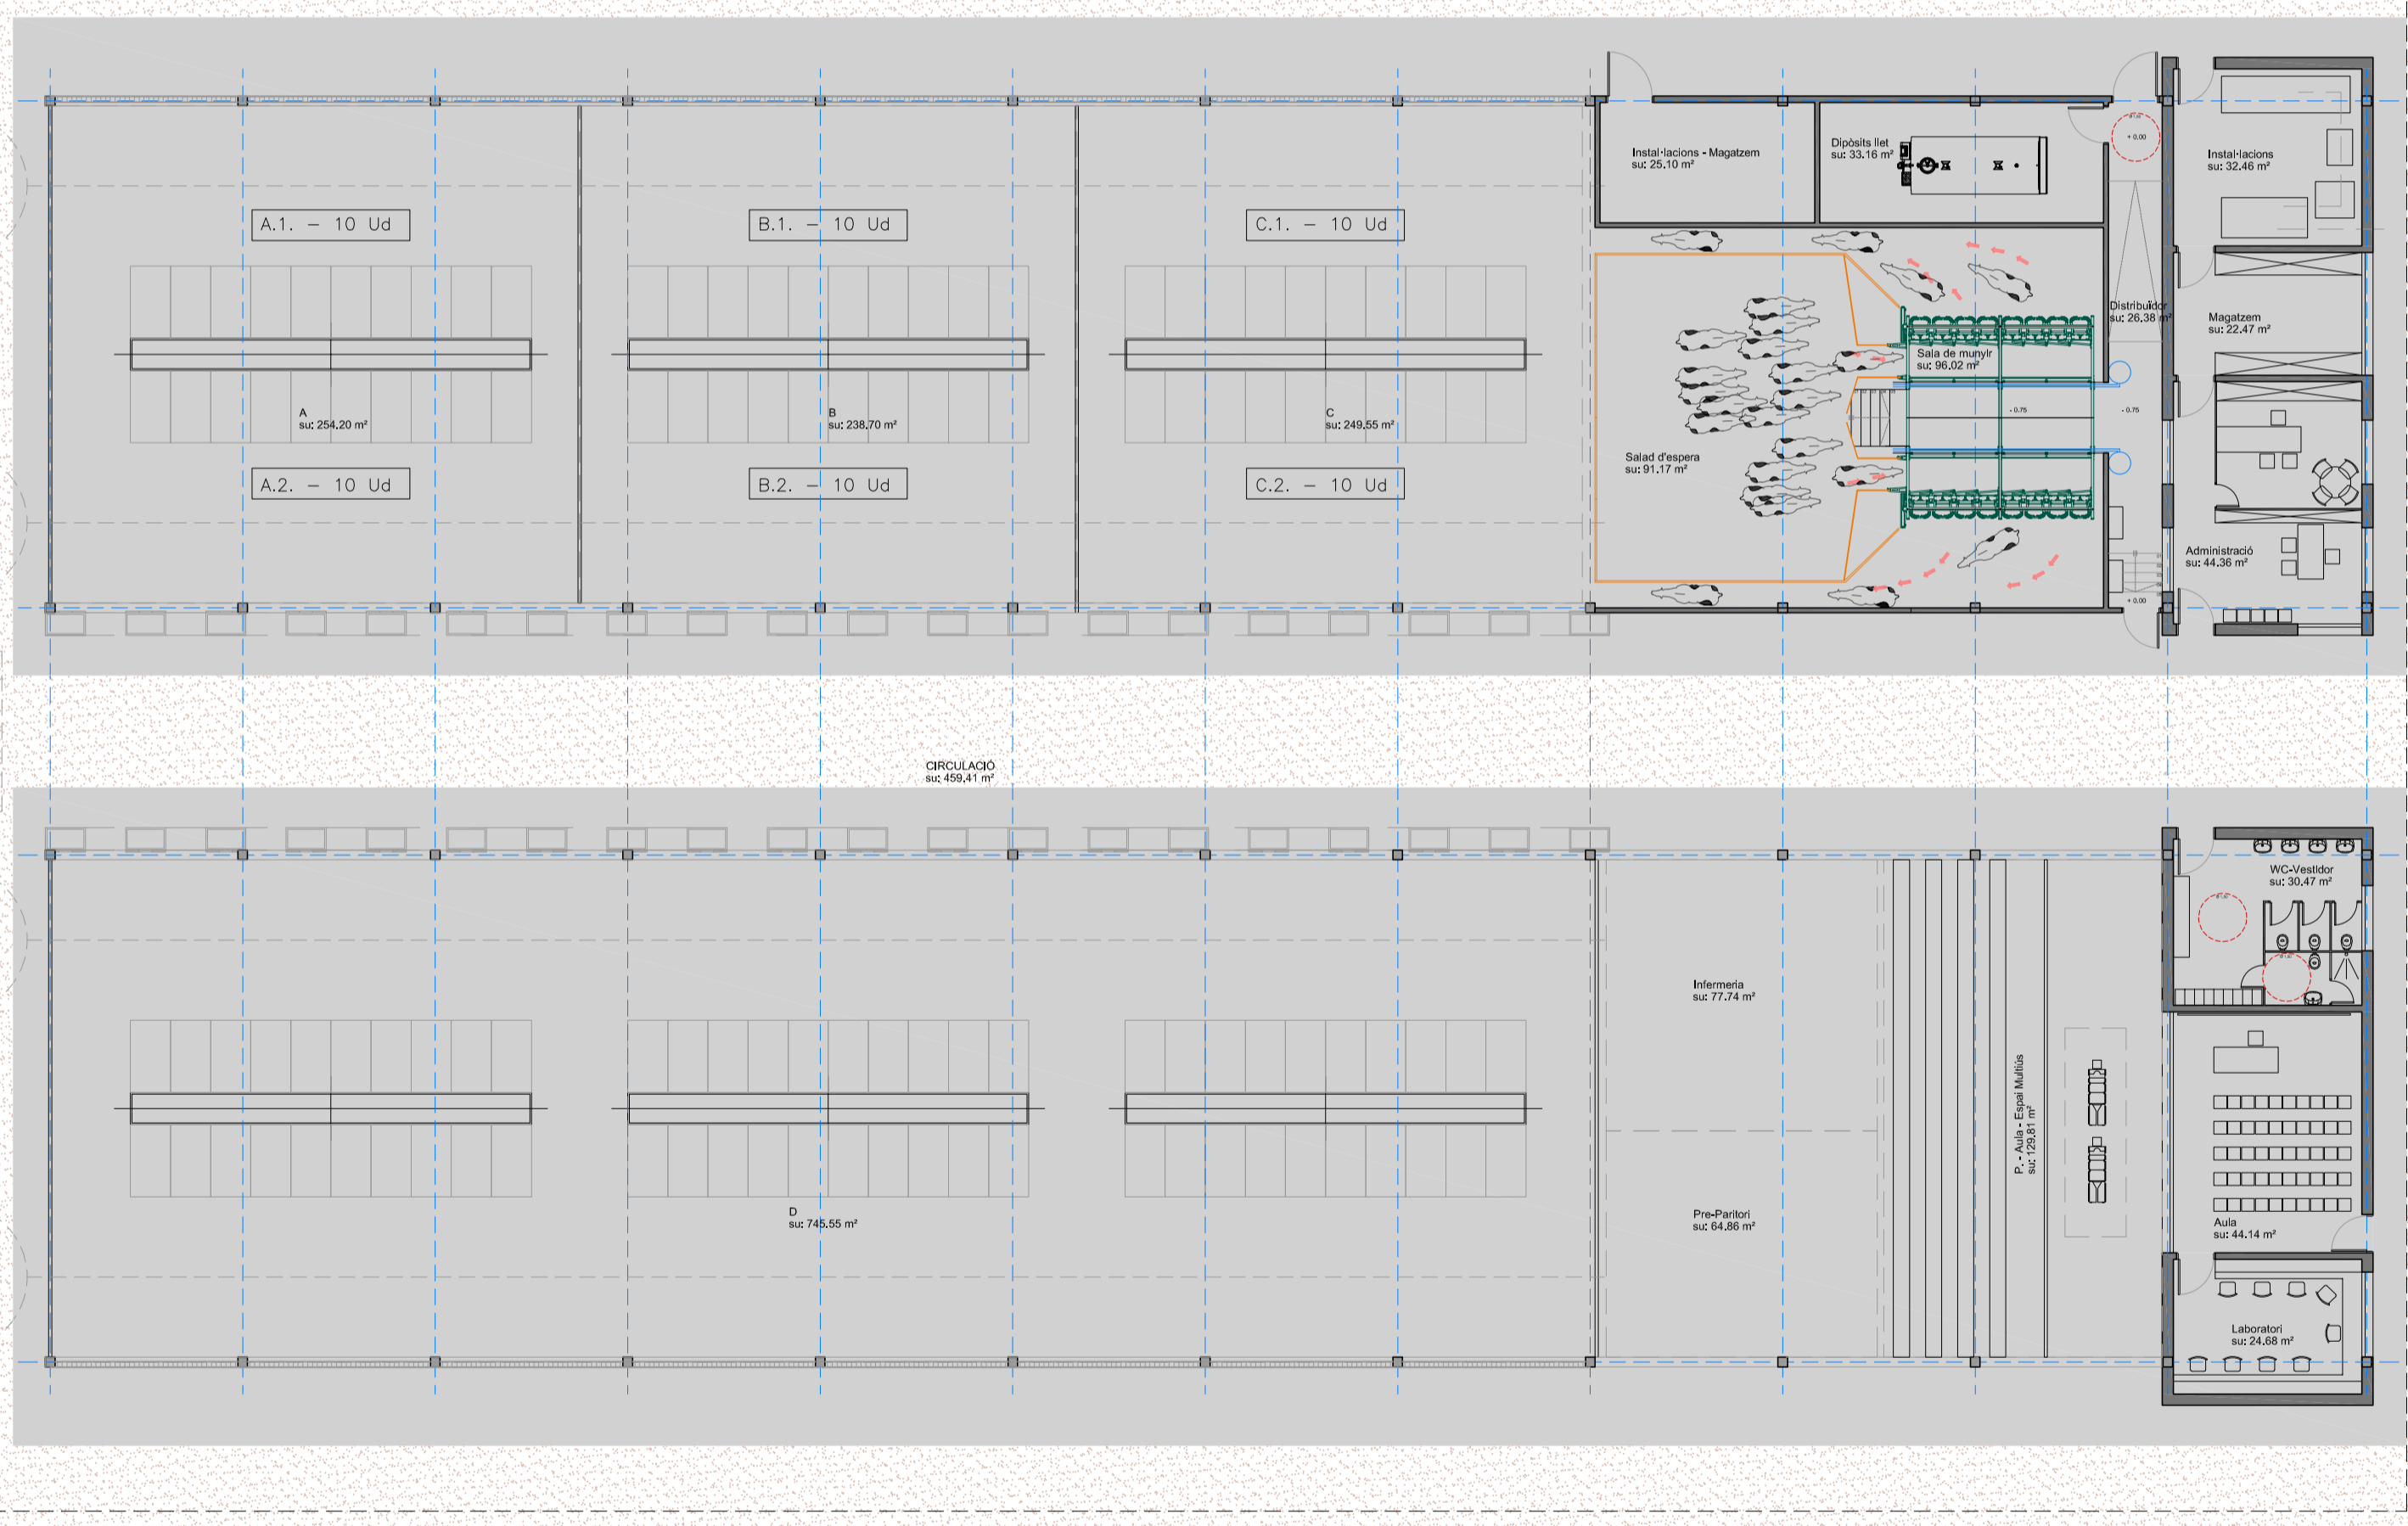 A.1. – 10 Ud
B.1. – 10 Ud
C.1. – 10 Ud
A
su: 254.20 m²
B
su: 238.70 m²
C
su: 249.55 m²
A.2. – 10 Ud
B.2. – 10 Ud
C.2. – 10 Ud
Instal·lacions - Magatzem
su: 25.10 m²
Dipòsits llet
su: 33.16 m²
+ 0.00
Instal·lacions
su: 32.46 m²
Distribuïdor
su: 26.38 m²
Magatzem
su: 22.47 m²
Sala de munyir
su: 96.02 m²
- 0.75
- 0.75
Salad d'espera
su: 91.17 m²
Administració
su: 44.36 m²
+ 0.00
CIRCULACIÓ
su: 459,41 m²
WC-Vestidor
su: 30.47 m²
Infermeria
su: 77.74 m²
P. - Aula - Espai Multiús
su: 129.81 m²
D
su: 745.55 m²
Pre-Paritori
su: 64.86 m²
Aula
su: 44.14 m²
Laboratori
su: 24.68 m²